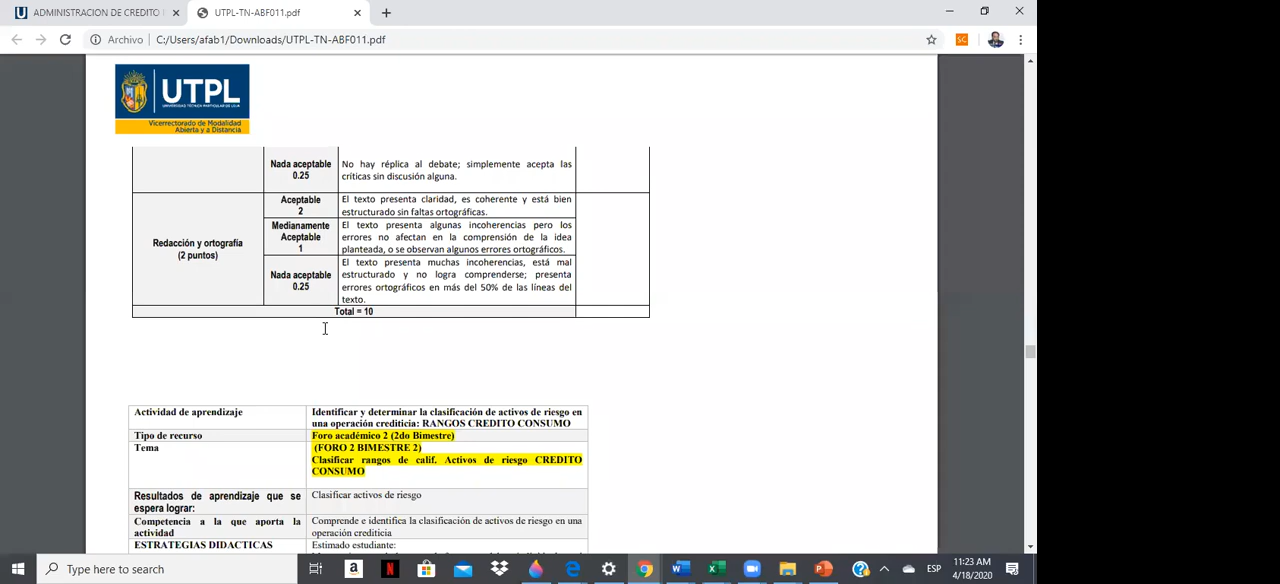 ADMINISTRACION DE CREDITO
UTPL-TN-ABF011.pdf
Archivo
C:/Users/afab1/Downloads/UTPL-TN-ABF011.pdf
SC
UTPL
UNIVERSIDAD TÉCNICA PARTICULAR DE LOJA
Vicerrectorado de Modalidad
Abierta y a Distancia
Nada aceptable
0.25
No hay réplica al debate; simplemente acepta las
críticas sin discusión alguna.
Redacción y ortografía
(2 puntos)
Aceptable
2
El texto presenta claridad, es coherente y está bien
estructurado sin faltas ortográficas.
Medianamente
Aceptable
1
El texto presenta algunas incoherencias pero los
errores no afectan en la comprensión de la idea
planteada, o se observan algunos errores ortográficos.
Nada aceptable
0.25
El texto presenta muchas incoherencias, está mal
estructurado y no logra comprenderse; presenta
errores ortográficos en más del 50% de las líneas del
texto.
Total = 10
Actividad de aprendizaje
Identificar y determinar la clasificación de activos de riesgo en
una operación crediticia: RANGOS CREDITO CONSUMO
Tipo de recurso
Foro académico 2 (2do Bimestre)
Tema
(FORO 2 BIMESTRE 2)
Clasificar rangos de calif. Activos de riesgo CREDITO
CONSUMO
Resultados de aprendizaje que se
espera lograr:
Clasificar activos de riesgo
Competencia a la que aporta la
actividad
Comprende e identifica la clasificación de activos de riesgo en una
operación crediticia
ESTRATEGIAS DIDACTICAS
Estimado estudiante:
Type here to search
ESP
11:23 AM
4/18/2020